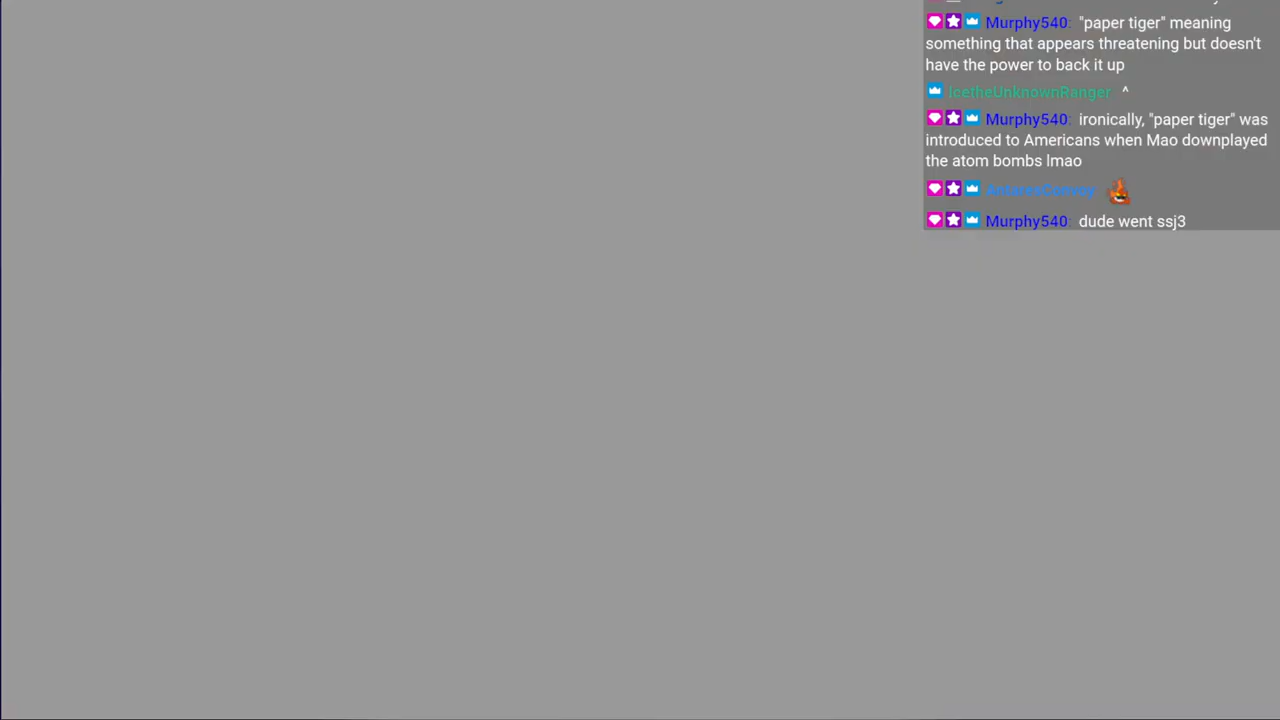 Murphy540: "paper tiger" meaning
something that appears threatening but doesn't
have the power to back it up
IcetheUnknownRanger ^
Murphy540: ironically, "paper tiger" was
introduced to Americans when Mao downplayed
the atom bombs lmao
Murphy540: dude went ssj3